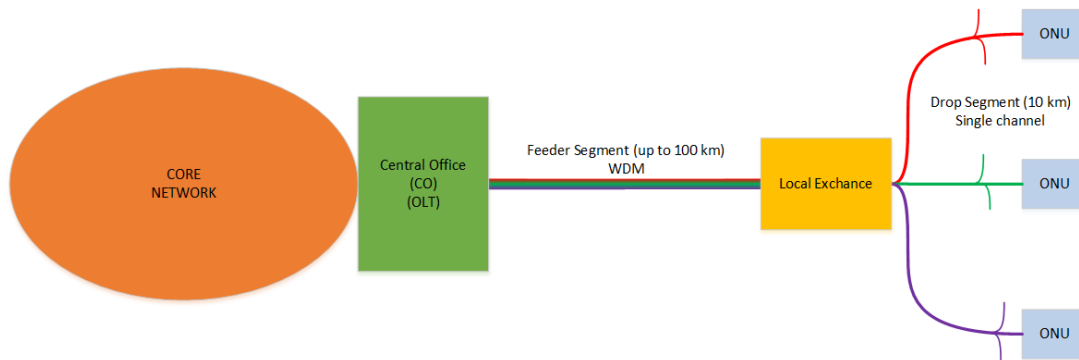 CORE
NETWORK
Central Office
(CO)
(OLT)
Feeder Segment (up to 100 km)
WDM
Local Exchance
ONU
Drop Segment (10 km)
Single channel
ONU
ONU